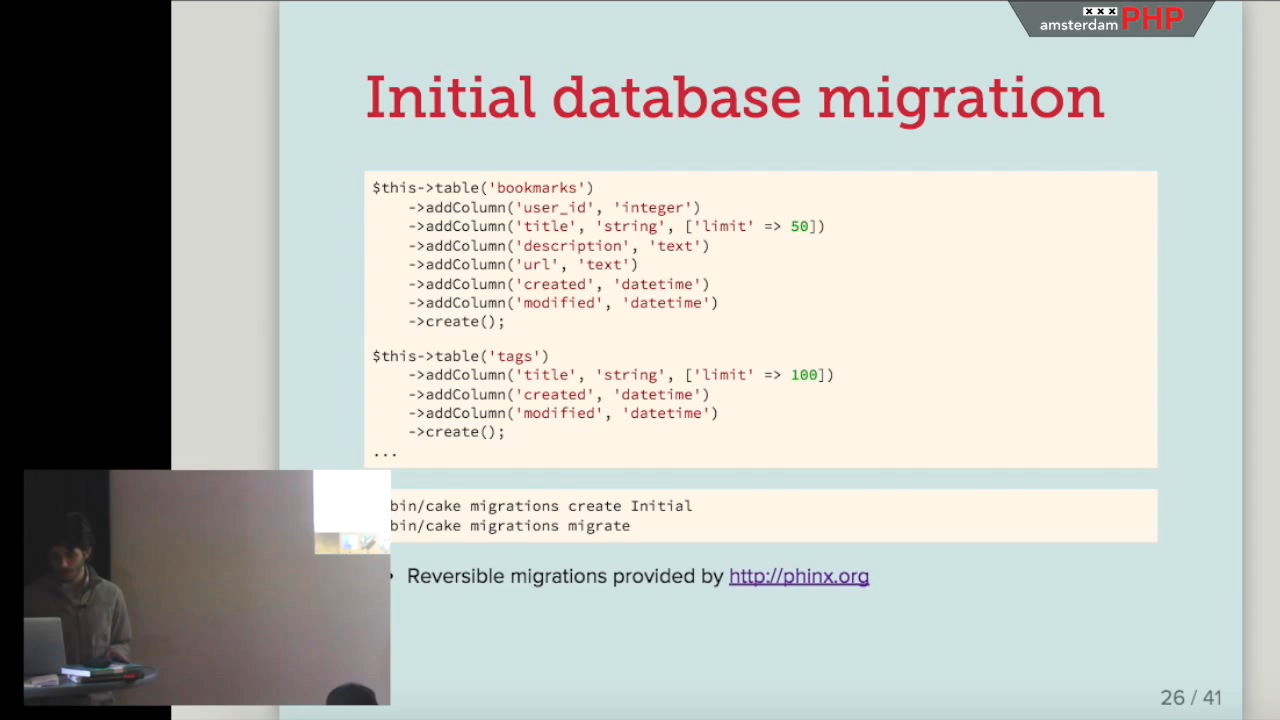 xxx
amsterdam PHP
Initial database migration
$this->table('bookmarks')
    ->addColumn('user_id', 'integer')
    ->addColumn('title', 'string', ['limit' => 50])
    ->addColumn('description', 'text')
    ->addColumn('url', 'text')
    ->addColumn('created', 'datetime')
    ->addColumn('modified', 'datetime')
    ->create();
$this->table('tags')
    ->addColumn('title', 'string', ['limit' => 100])
    ->addColumn('created', 'datetime')
    ->addColumn('modified', 'datetime')
    ->create();
...
bin/cake migrations create Initial
bin/cake migrations migrate
• Reversible migrations provided by http://phinx.org
26 / 41